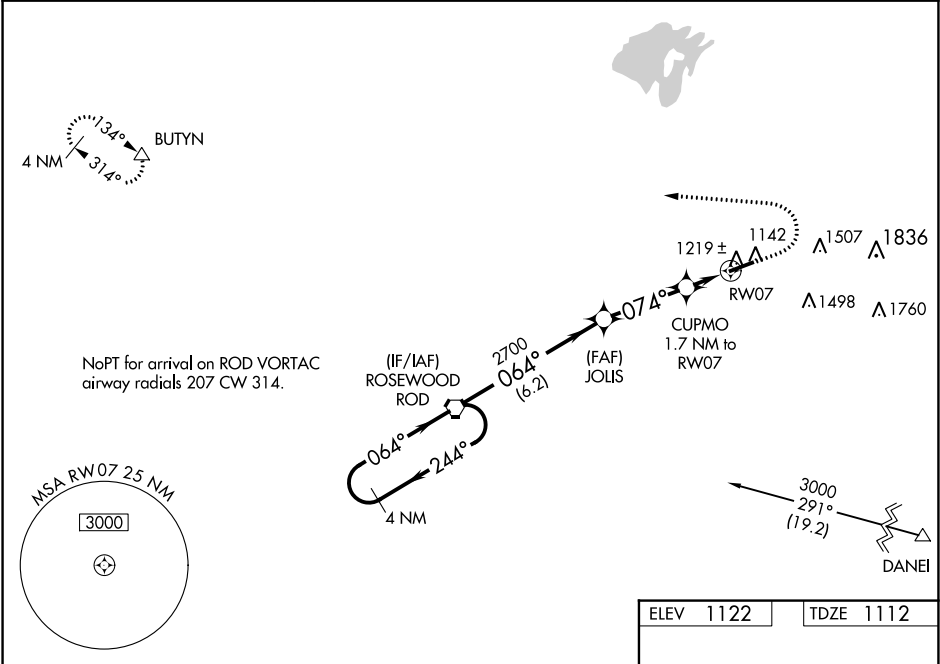 134°
BUTYN
4 NM
314°
1142
1219 ±
1507
1836
RW07
1498
1760
074°
CUPMO
1.7 NM to
RW07
NoPT for arrival on ROD VORTAC
airway radials 207 CW 314.
(IF/IAF)
ROSEWOOD
ROD
2700
064°
(6.2)
(FAF)
JOLIS
064°
244°
4 NM
MSA RW07 25 NM
3000
3000
291°
(19.2)
DANEI
ELEV 1122
TDZE 1112